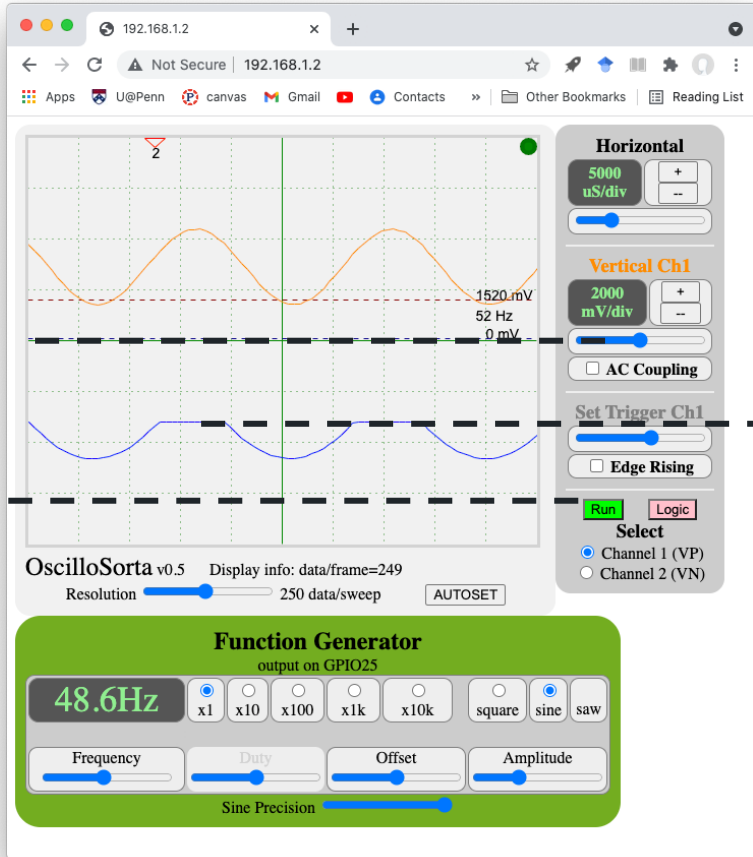 192.168.1.2
Not Secure 192.168.1.2
Apps U@Penn canvas Gmail Contacts » Other Bookmarks Reading List
2
1520 mV
52 Hz
0 mV
Horizontal
5000
uS/div
+
--
Vertical Ch1
2000
mV/div
+
--
AC Coupling
Set Trigger Ch1
Edge Rising
Run Logic
Select
Channel 1 (VP)
Channel 2 (VN)
OscilloSorta v0.5 Display info: data/frame=249
Resolution 250 data/sweep AUTOSET
Function Generator
output on GPIO25
48.6Hz x1 x10 x100 x1k x10k square sine saw
Frequency Duty Offset Amplitude
Sine Precision